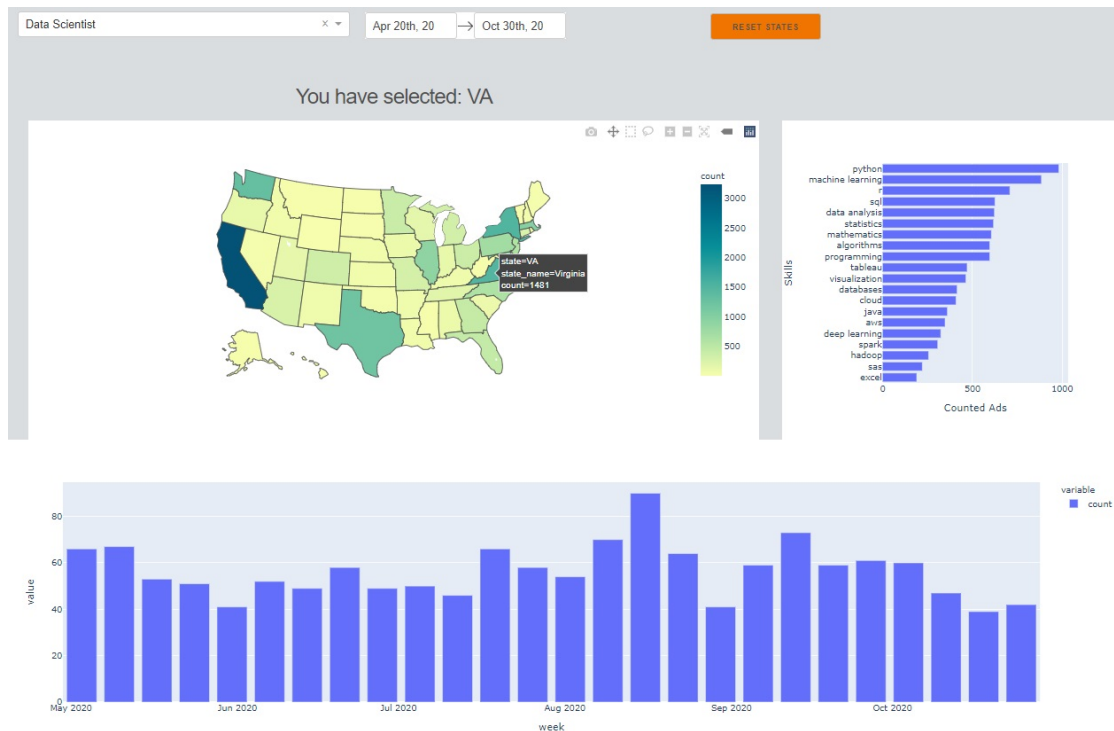 Data Scientist × Apr 20th, 20 → Oct 30th, 20 RESET STATES
You have selected: VA
count
3000
2500
2000
1500
1000
500
state=VA
state_name=Virginia
count=1481
Skills
python
machine learning
r
sql
data analysis
statistics
mathematics
algorithms
programming
tableau
visualization
databases
cloud
java
aws
deep learning
spark
hadoop
sas
excel
0 500 1000
Counted Ads
variable
count
value
80
60
40
20
0
May 2020 Jun 2020 Jul 2020 Aug 2020 Sep 2020 Oct 2020
week